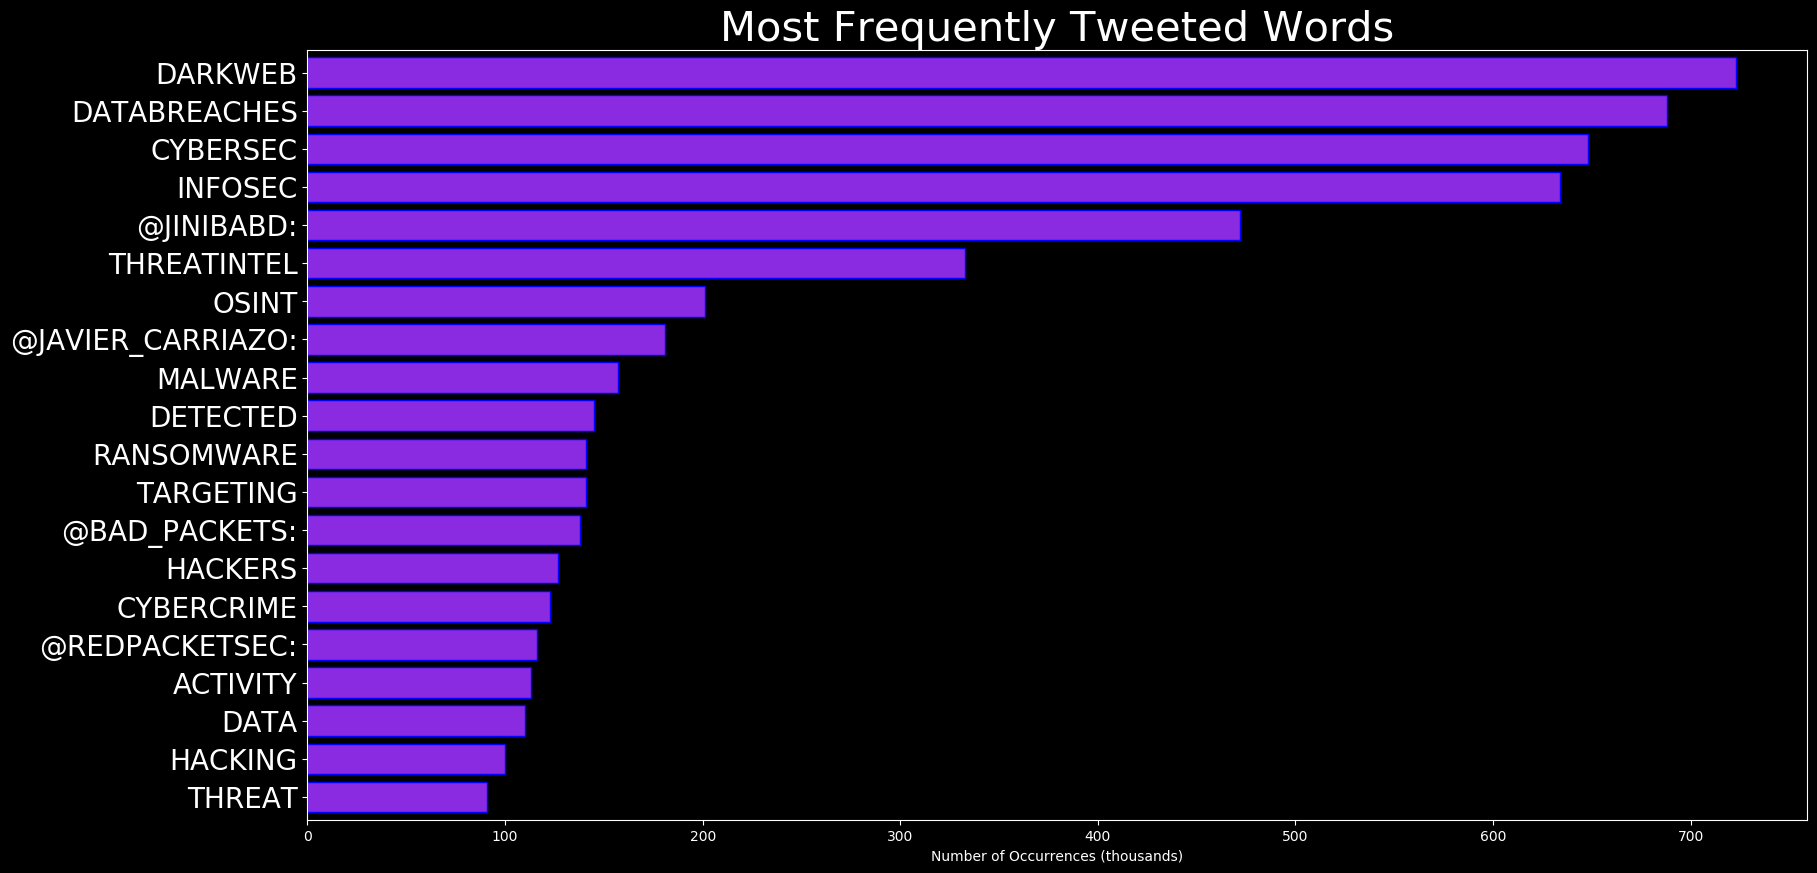 Most Frequently Tweeted Words
DARKWEB
DATABREACHES
CYBERSEC
INFOSEC
@JINIBABD:
THREATINTEL
OSINT
@JAVIER_CARRIAZO:
MALWARE
DETECTED
RANSOMWARE
TARGETING
@BAD_PACKETS:
HACKERS
CYBERCRIME
@REDPACKETSEC:
ACTIVITY
DATA
HACKING
THREAT
0 100 200 300 400 500 600 700
Number of Occurrences (thousands)